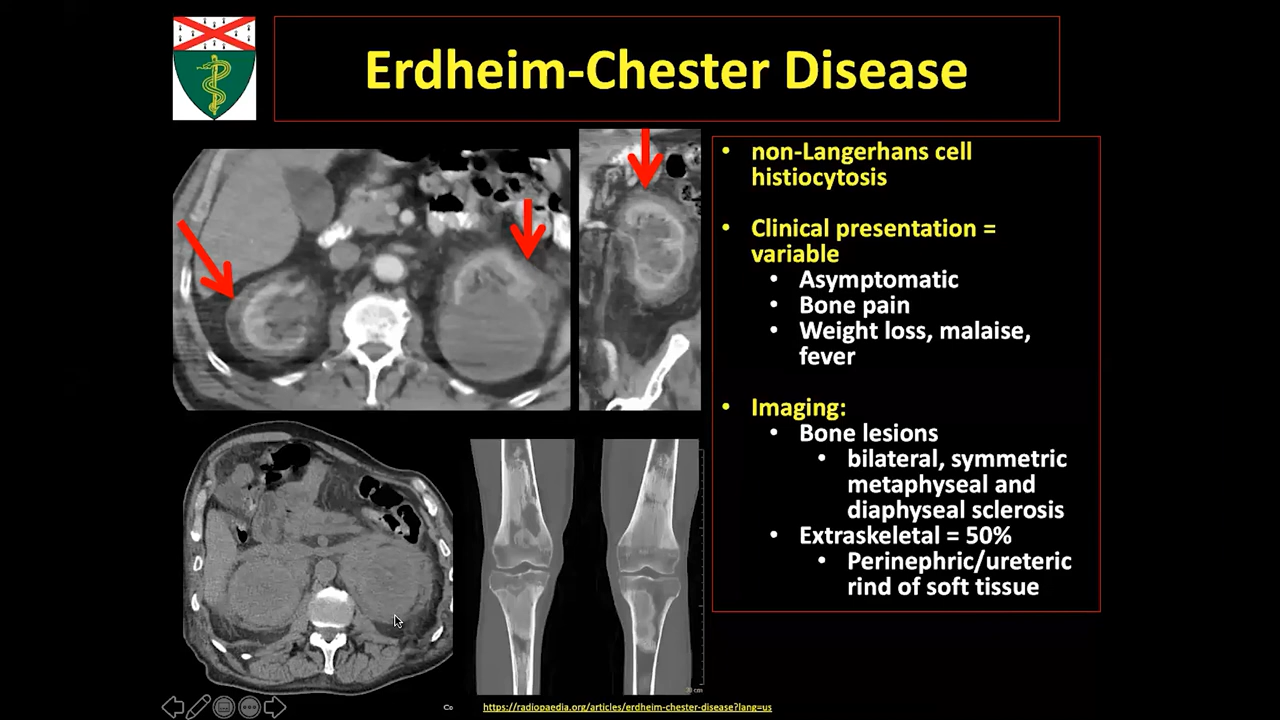 Erdheim-Chester Disease
• non-Langerhans cell
histiocytosis
• Clinical presentation =
variable
• Asymptomatic
• Bone pain
• Weight loss, malaise,
fever
• Imaging:
• Bone lesions
• bilateral, symmetric
metaphyseal and
diaphyseal sclerosis
• Extraskeletal = 50%
• Perinephric/ureteric
rind of soft tissue
Co
https://radiopaedia.org/articles/erdheim-chester-disease?lang=us